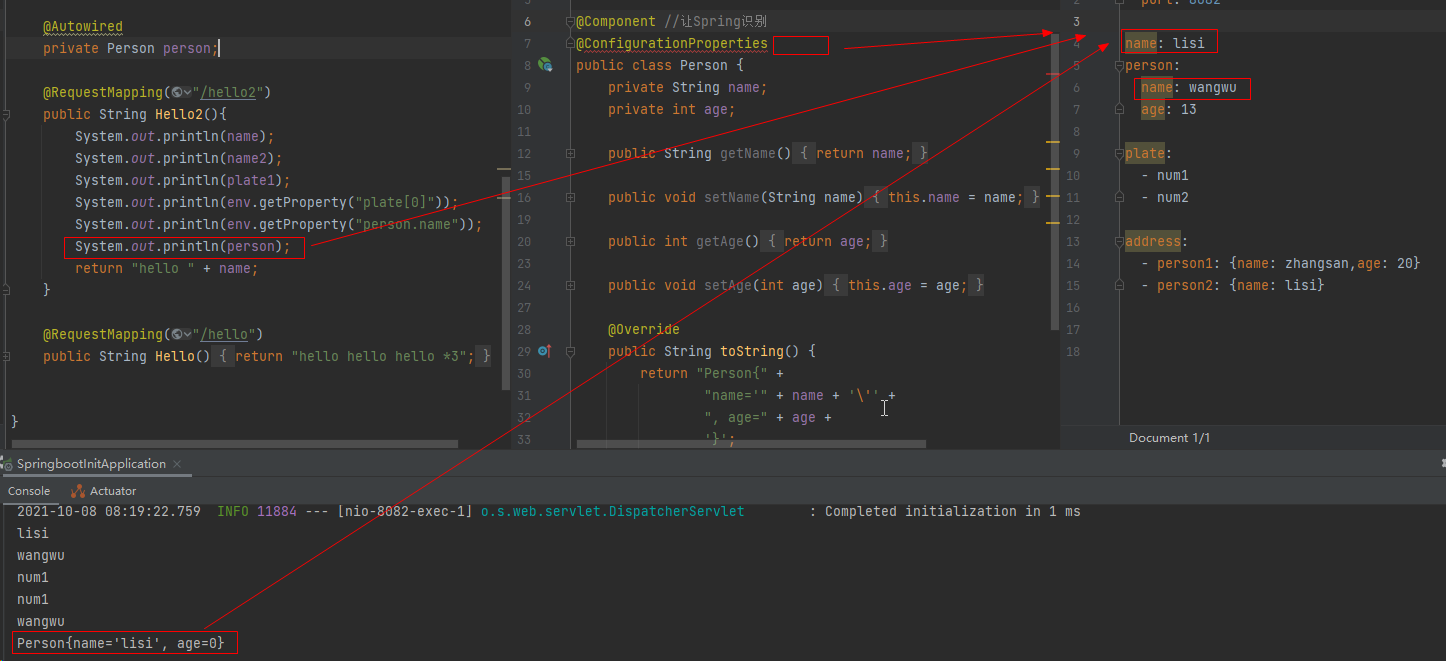 @Autowired
private Person person;
@RequestMapping("/hello2")
public String Hello2(){
System.out.println(name);
System.out.println(name2);
System.out.println(plate1);
System.out.println(env.getProperty("plate[0]"));
System.out.println(env.getProperty("person.name"));
System.out.println(person);
return "hello " + name;
}
@RequestMapping("/hello")
public String Hello() { return "hello hello hello *3"; }
}
6 @Component //让Spring识别
7 @ConfigurationProperties
8 public class Person {
9 private String name;
10 private int age;
11
12 public String getName() { return name; }
15
16 public void setName(String name) { this.name = name; }
19
20 public int getAge() { return age; }
23
24 public void setAge(int age) { this.age = age; }
27
28 @Override
29 public String toString() {
30 return "Person{" +
31 "name='" + name + '\'' +
32 ", age=" + age +
33 '}';
port: 8082
3
4 name: lisi
5 person:
6 name: wangwu
7 age: 13
8
9 plate:
10 - num1
11 - num2
12
13 address:
14 - person1: {name: zhangsan,age: 20}
15 - person2: {name: lisi}
16
17
18
Document 1/1
SpringbootInitApplication ×
Console Actuator
2021-10-08 08:19:22.759 INFO 11884 --- [nio-8082-exec-1] o.s.web.servlet.DispatcherServlet : Completed initialization in 1 ms
lisi
wangwu
num1
num1
wangwu
Person{name='lisi', age=0}